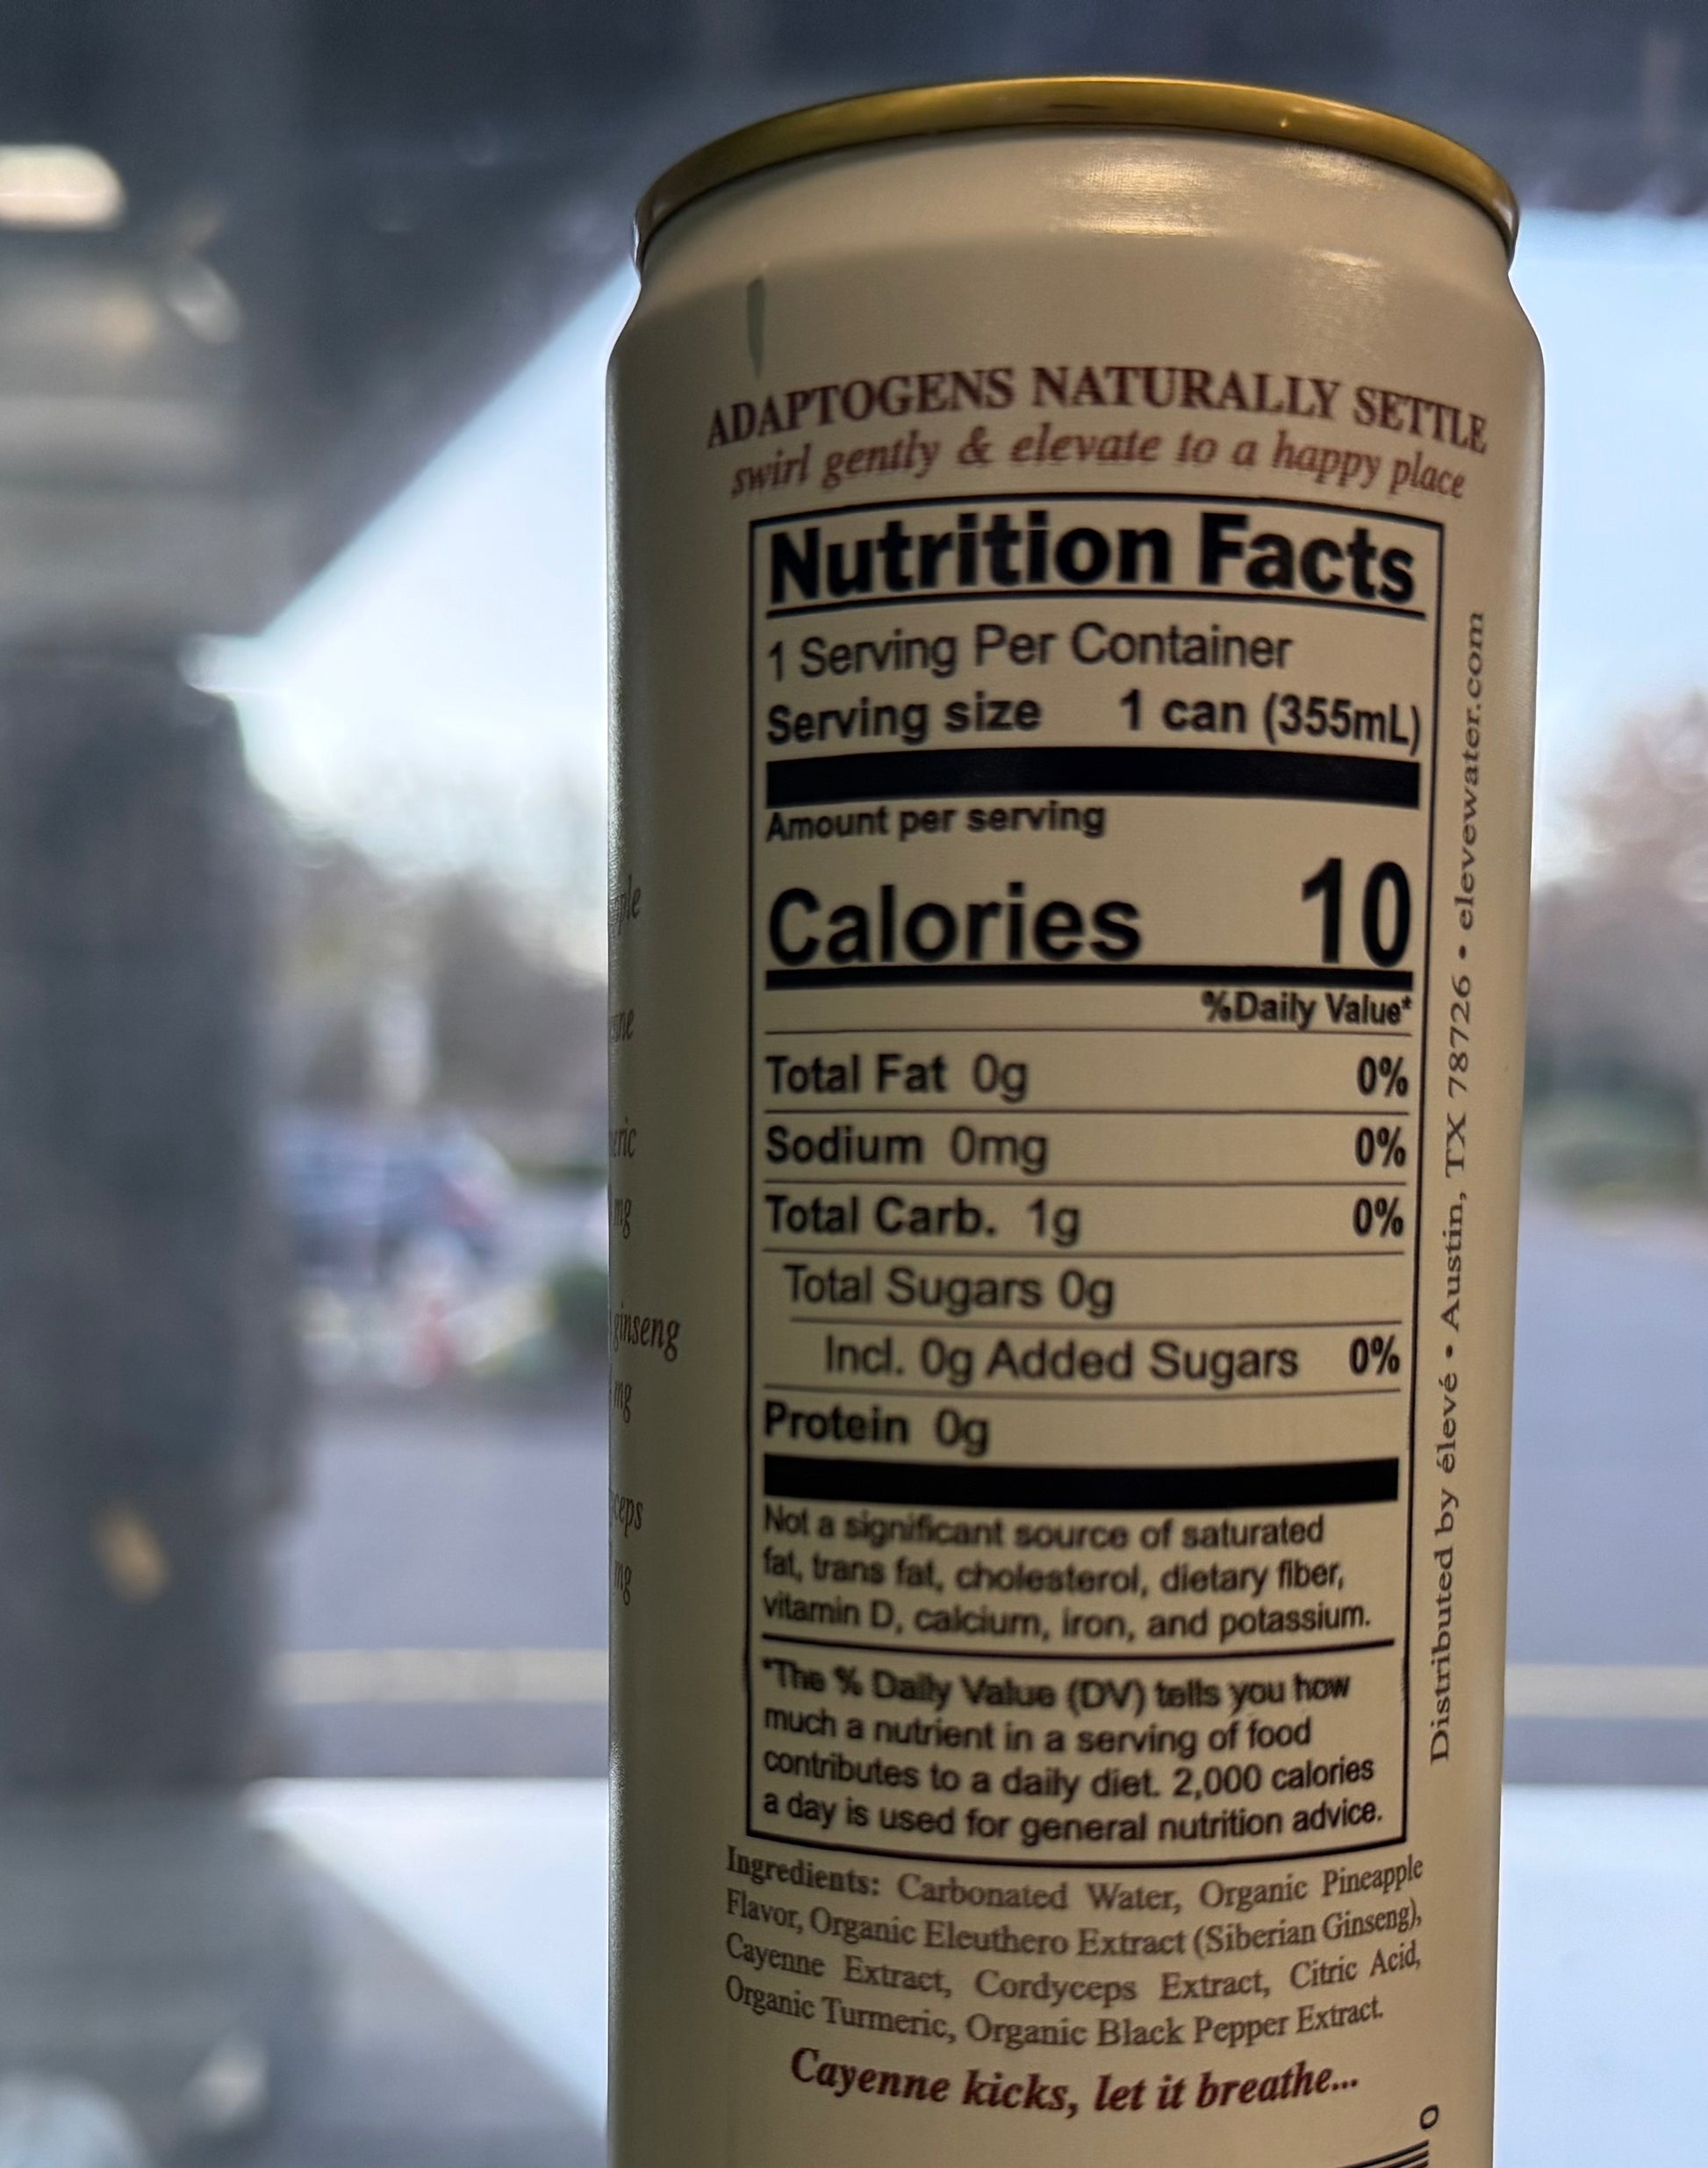 ADAPTOGENS NATURALLY SETTLE
swirl gently & elevate to a happy place
Nutrition Facts
1 Serving Per Container
Serving size 1 can (355mL)
Amount per serving
Calories 10
%Daily Value*
Total Fat 0g 0%
Sodium 0mg 0%
Total Carb. 1g 0%
Total Sugars 0g
Incl. 0g Added Sugars 0%
Protein 0g
Not a significant source of saturated
fat, trans fat, cholesterol, dietary fiber,
vitamin D, calcium, iron, and potassium.
*The % Daily Value (DV) tells you how
much a nutrient in a serving of food
contributes to a daily diet. 2,000 calories
a day is used for general nutrition advice.
Ingredients: Carbonated Water, Organic Pineapple
Flavor, Organic Eleuthero Extract (Siberian Ginseng),
Cayenne Extract, Cordyceps Extract, Citric Acid,
Organic Turmeric, Organic Black Pepper Extract.
Cayenne kicks, let it breathe...
Distributed by élevé • Austin, TX 78726 • elevewater.com
mg
ginseng
mg
mg
0